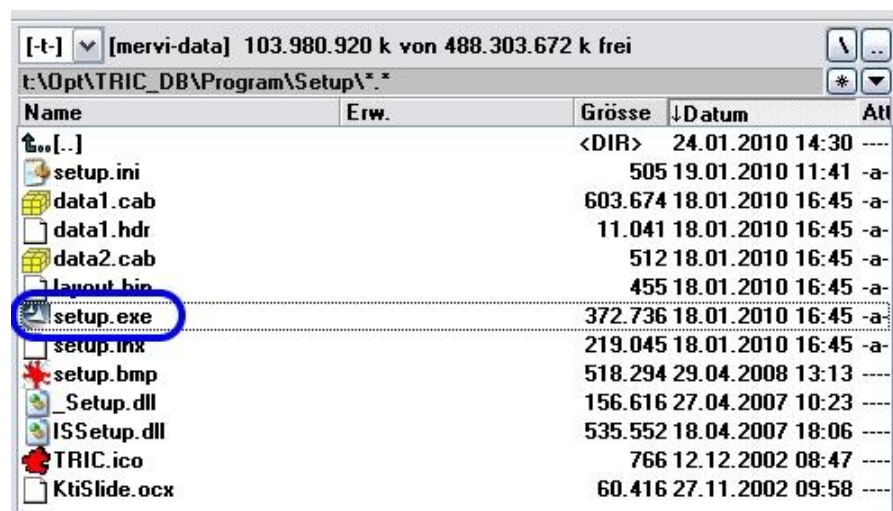 [-t-] [mervi-data] 103.980.920 k von 488.303.672 k frei \ ..
t:\Opt\TRIC_DB\Program\Setup\*.* * ▼
Name Erw. Grösse ↓Datum Att
[..] <DIR> 24.01.2010 14:30 ----
setup.ini 505 19.01.2010 11:41 -a-
data1.cab 603.674 18.01.2010 16:45 -a-
data1.hdr 11.041 18.01.2010 16:45 -a-
data2.cab 512 18.01.2010 16:45 -a-
layout.bin 455 18.01.2010 16:45 -a-
setup.exe 372.736 18.01.2010 16:45 -a-
setup.inx 219.045 18.01.2010 16:45 -a-
setup.bmp 518.294 29.04.2008 13:13 ----
_Setup.dll 156.616 27.04.2007 10:23 ----
ISSetup.dll 535.552 18.04.2007 18:06 ----
TRIC.ico 766 12.12.2002 08:47 ----
KtiSlide.ocx 60.416 27.11.2002 09:58 ----